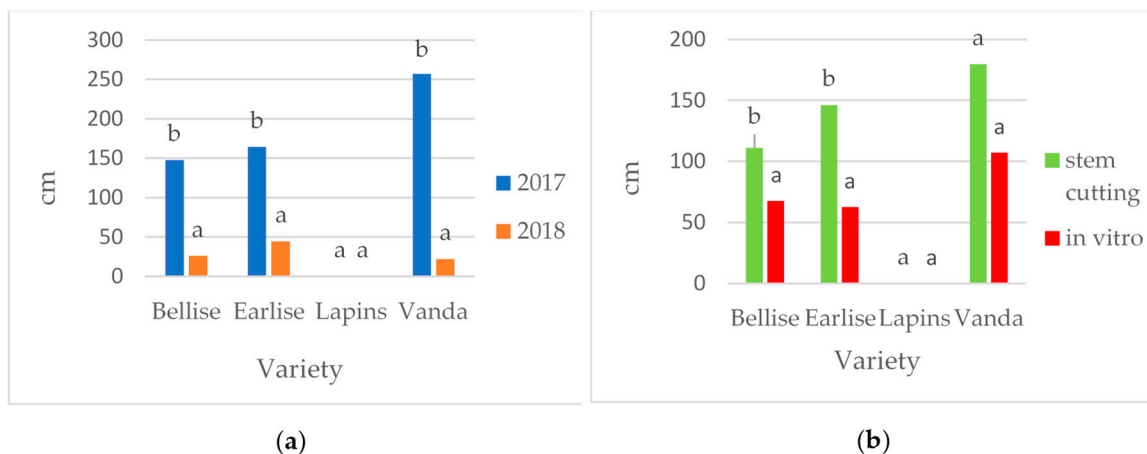 300
250
200
150
100
50
0
cm
b
a
b
a
a a
b
a
Bellise Earlise Lapins Vanda
Variety
2017
2018
(a)
200
150
100
50
0
cm
b
a
b
a
a a
a
a
Bellise Earlise Lapins Vanda
Variety
stem
cutting
in vitro
(b)